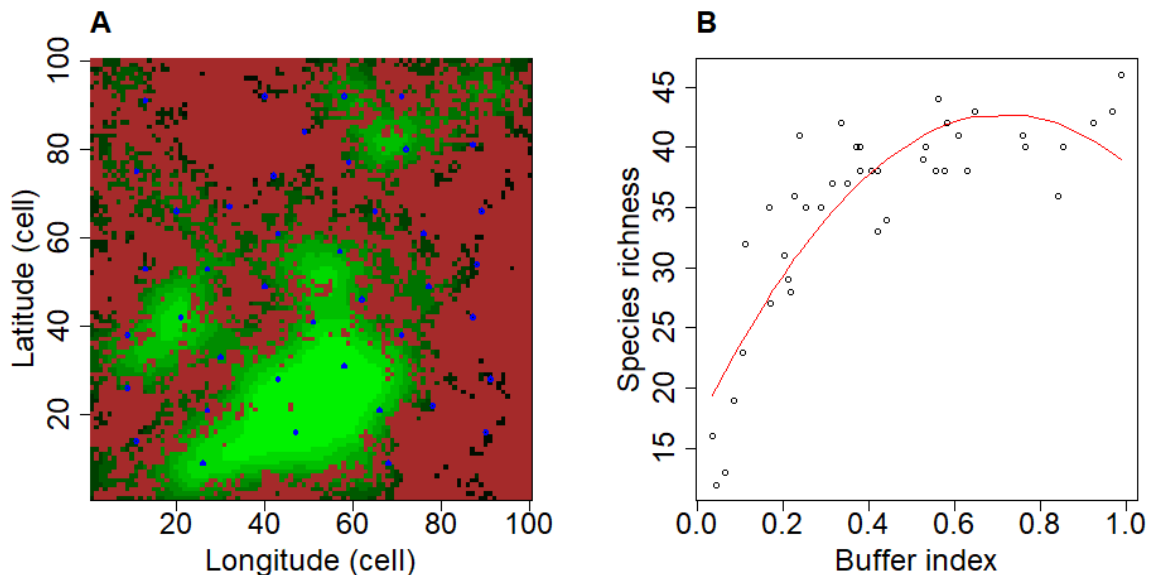 A
100
80
60
40
20
Latitude (cell)
20 40 60 80 100
Longitude (cell)
B
45
40
35
30
25
20
15
Species richness
0.0 0.2 0.4 0.6 0.8 1.0
Buffer index